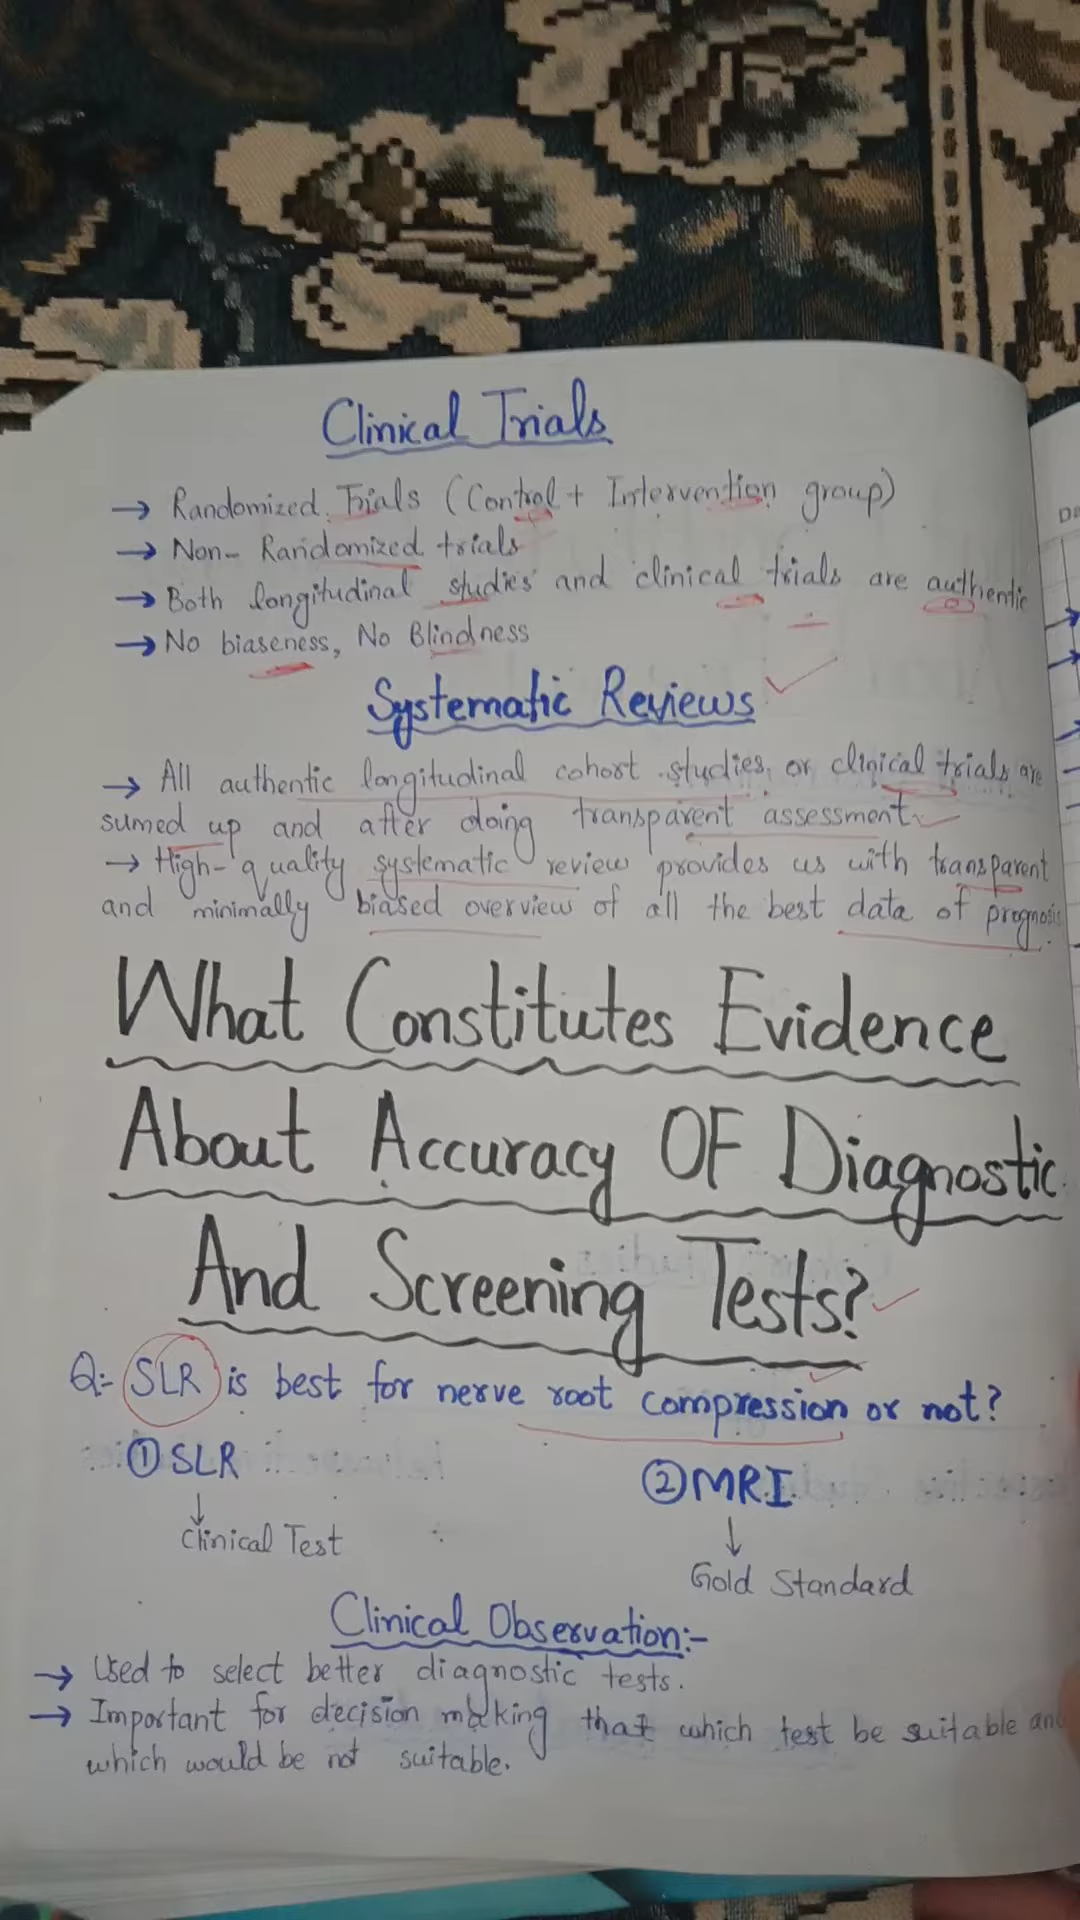 Clinical Trials
→ Randomized Trials (Control + Intervention group)
→ Non-Randomized trials
→ Both longitudinal studies and clinical trials are authentic
→ No biaseness, No Blindness
Systematic Reviews
→ All authentic longitudinal cohort studies or clinical trials are
sumed up and after doing transparent assessment.
→ High-quality systematic review provides us with transparent
and minimally biased overview of all the best data of prognosis.
What Constitutes Evidence
About Accuracy OF Diagnostic
And Screening Tests?
Q:- SLR is best for nerve root compression or not?
① SLR
② MRI
↓
Clinical Test
↓
Gold Standard
Clinical Observation:-
→ Used to select better diagnostic tests.
→ Important for decision making that which test be suitable and
which would be not suitable.